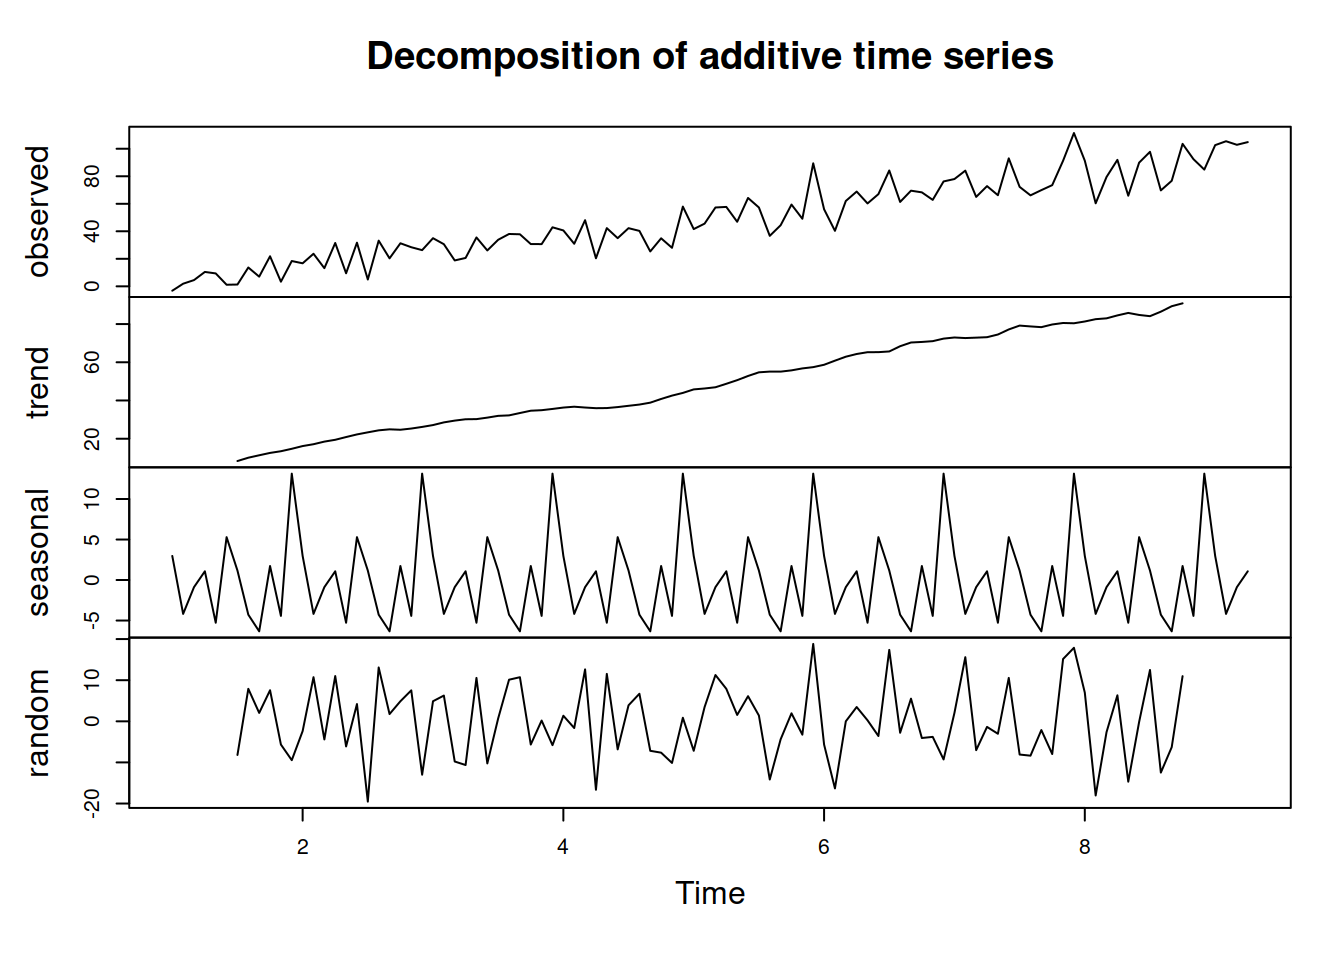 Decomposition of additive time series
observed
0 40 80
trend
20 60
seasonal
-5 0 5 10
random
-20 0 10
2 4 6 8
Time